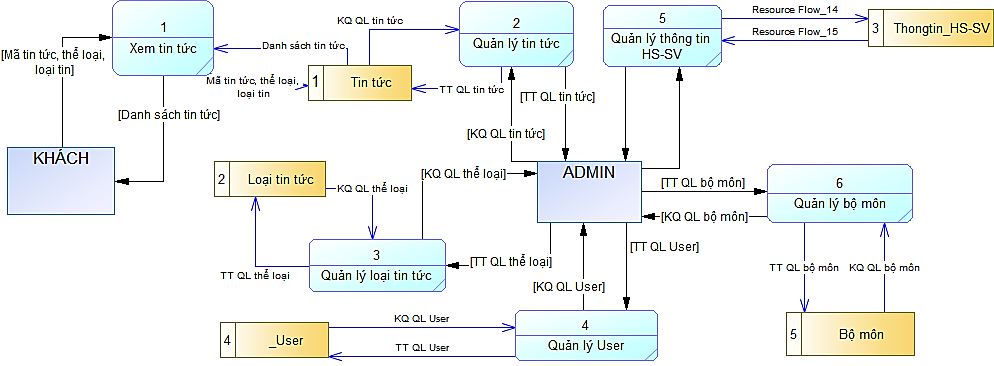 1
Xem tin tức
[Mã tin tức, thể loại,
loại tin]
[Danh sách tin tức]
KHÁCH
KQ QL tin tức
Danh sách tin tức
Mã tin tức, thể loại,
loại tin
1
Tin tức
TT QL tin tức
2
Quản lý tin tức
[TT QL tin tức]
[KQ QL tin tức]
5
Quản lý thông tin
HS-SV
Resource Flow_14
Resource Flow_15
3
Thongtin_HS-SV
2
Loại tin tức
KQ QL thể loại
TT QL thể loại
3
Quản lý loại tin tức
[KQ QL thể loại]
[TT QL thể loại]
ADMIN
[TT QL bộ môn]
[KQ QL bộ môn]
6
Quản lý bộ môn
TT QL bộ môn
KQ QL bộ môn
5
Bộ môn
[TT QL User]
[KQ QL User]
4
Quản lý User
KQ QL User
TT QL User
4
_User